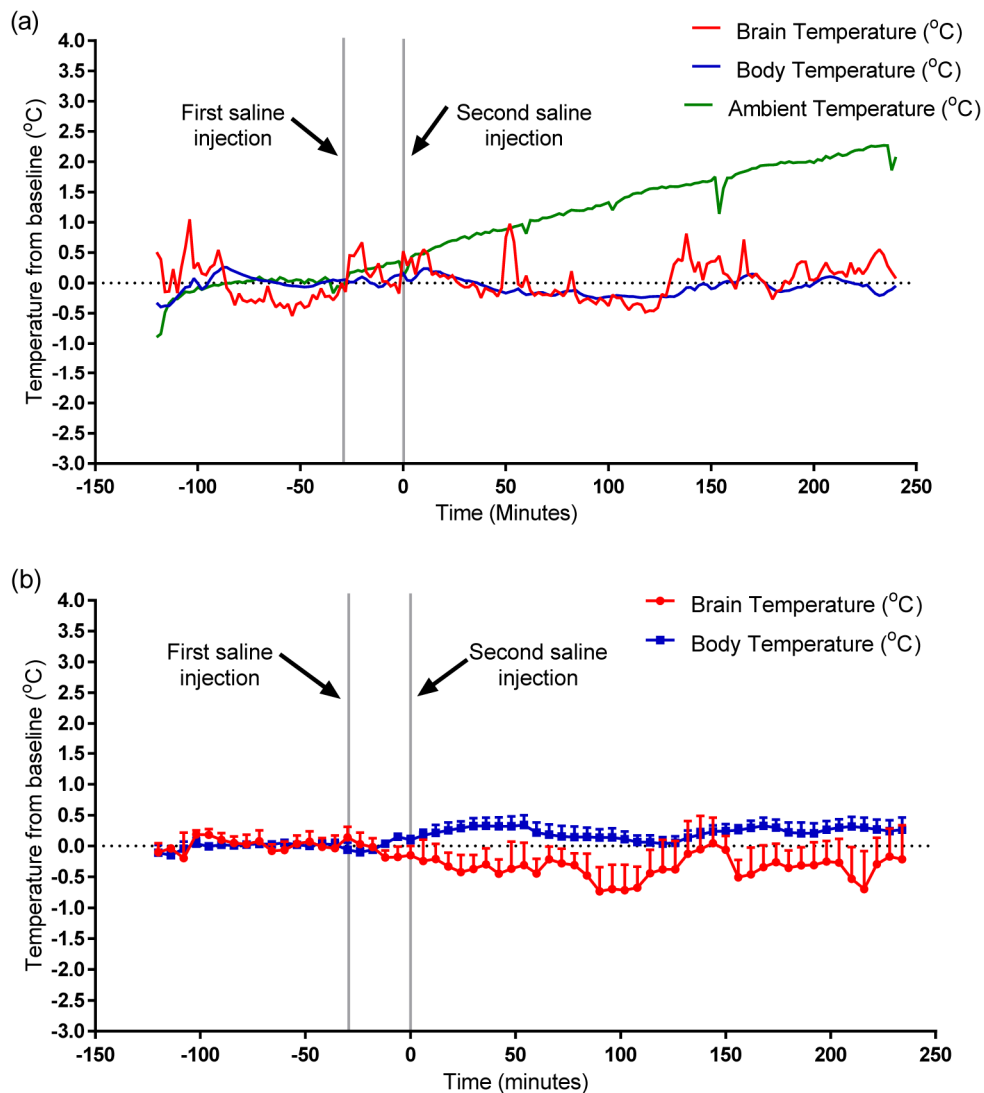 (a)
4.0
3.5
3.0
2.5
2.0
1.5
1.0
0.5
0.0
-0.5
-1.0
-1.5
-2.0
-2.5
-3.0
Temperature from baseline (°C)
Brain Temperature (°C)
Body Temperature (°C)
Ambient Temperature (°C)
First saline
injection
Second saline
injection
-150 -100 -50 0 50 100 150 200 250
Time (Minutes)
(b)
4.0
3.5
3.0
2.5
2.0
1.5
1.0
0.5
0.0
-0.5
-1.0
-1.5
-2.0
-2.5
-3.0
Temperature from baseline (°C)
Brain Temperature (°C)
Body Temperature (°C)
First saline
injection
Second saline
injection
-150 -100 -50 0 50 100 150 200 250
Time (minutes)